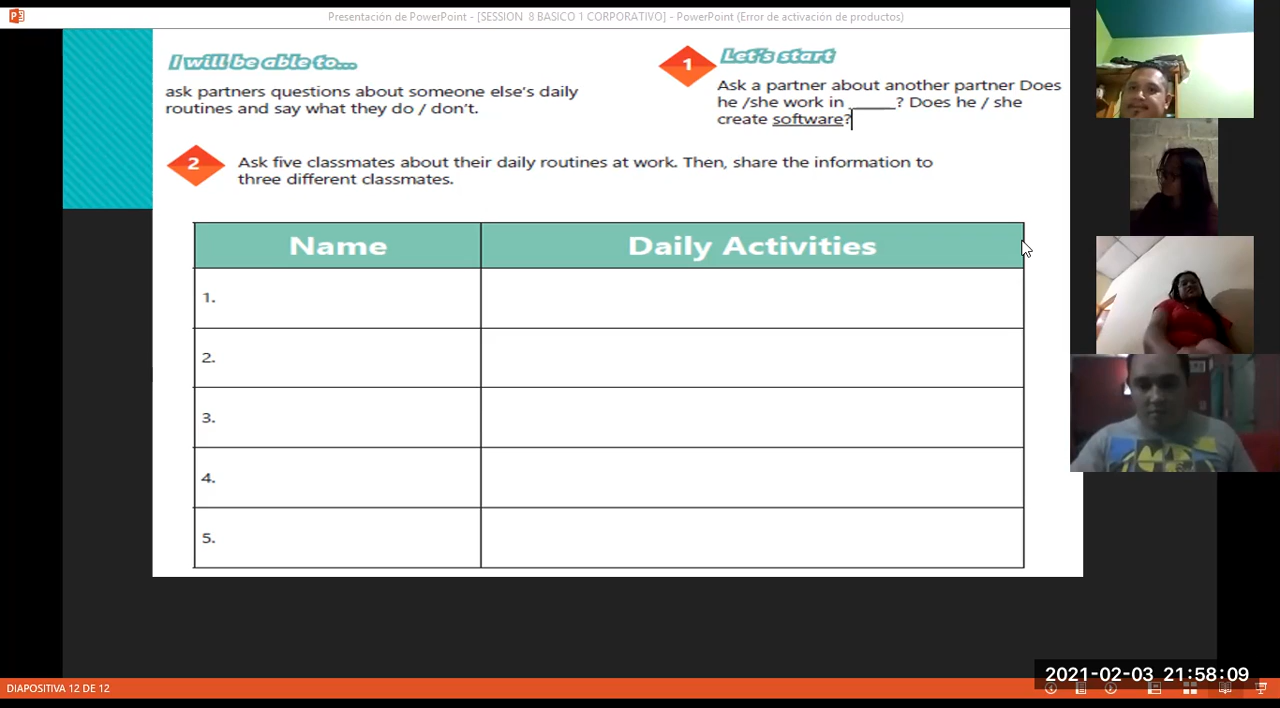 Presentación de PowerPoint - [SESSION 8 BASICO 1 CORPORATIVO] - PowerPoint (Error de activación de productos)
I will be able to...
ask partners questions about someone else's daily
routines and say what they do / don't.
1
Let's start
Ask a partner about another partner Does
he /she work in _____? Does he / she
create software?
2
Ask five classmates about their daily routines at work. Then, share the information to
three different classmates.
Name
Daily Activities
1.
2.
3.
4.
5.
2021-02-03 21:58:09
DIAPOSITIVA 12 DE 12